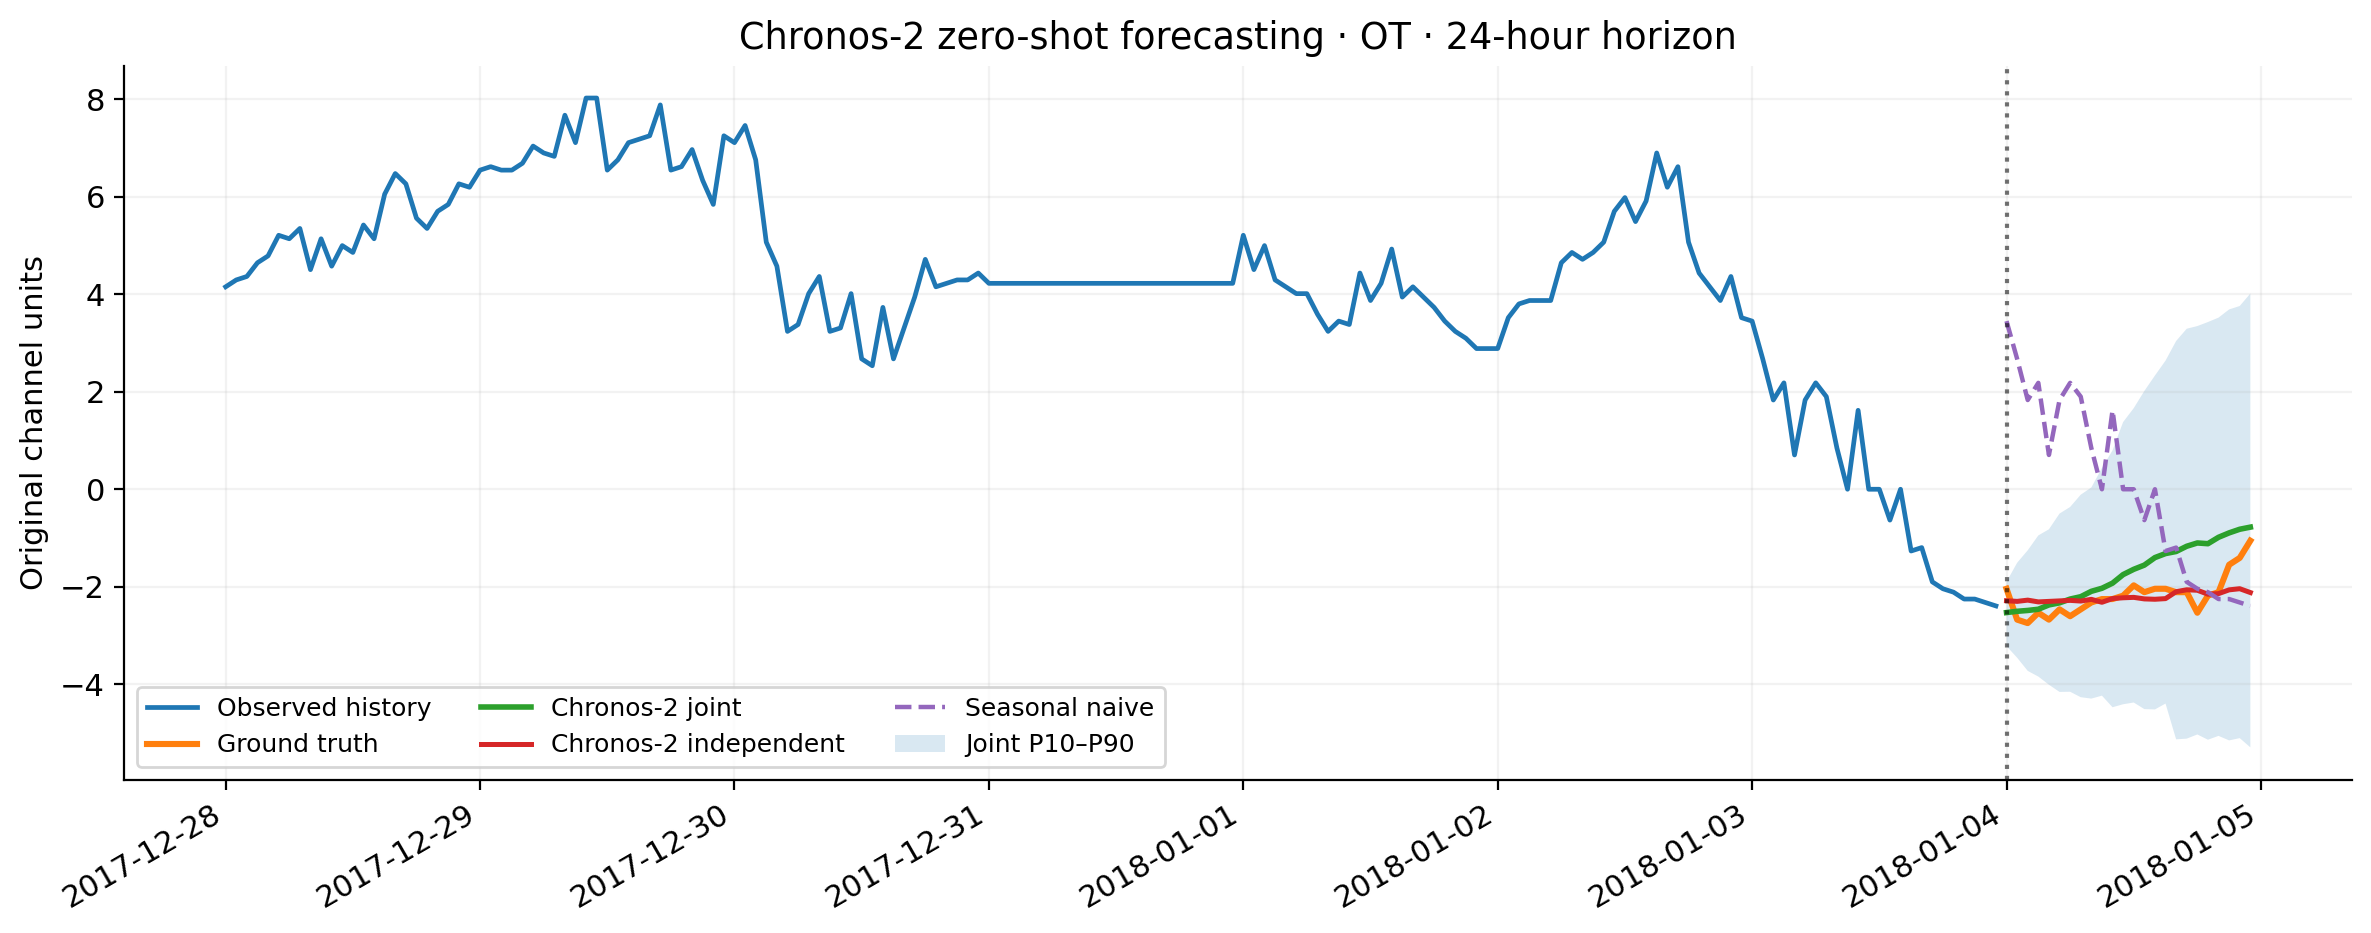 Chronos-2 zero-shot forecasting · OT · 24-hour horizon
Original channel units
8
6
4
2
0
−2
−4
Observed history
Ground truth
Chronos-2 joint
Chronos-2 independent
Seasonal naive
Joint P10–P90
2017-12-28
2017-12-29
2017-12-30
2017-12-31
2018-01-01
2018-01-02
2018-01-03
2018-01-04
2018-01-05